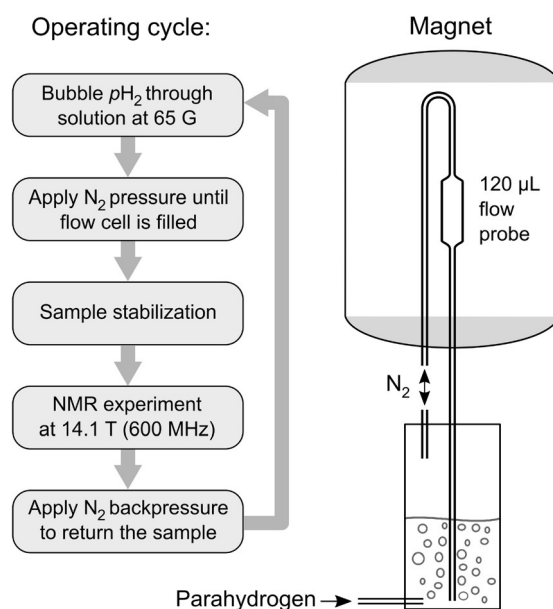 Operating cycle:
Bubble pH₂ through
solution at 65 G
Apply N₂ pressure until
flow cell is filled
Sample stabilization
NMR experiment
at 14.1 T (600 MHz)
Apply N₂ backpressure
to return the sample
Magnet
120 µL
flow
probe
N₂
Parahydrogen